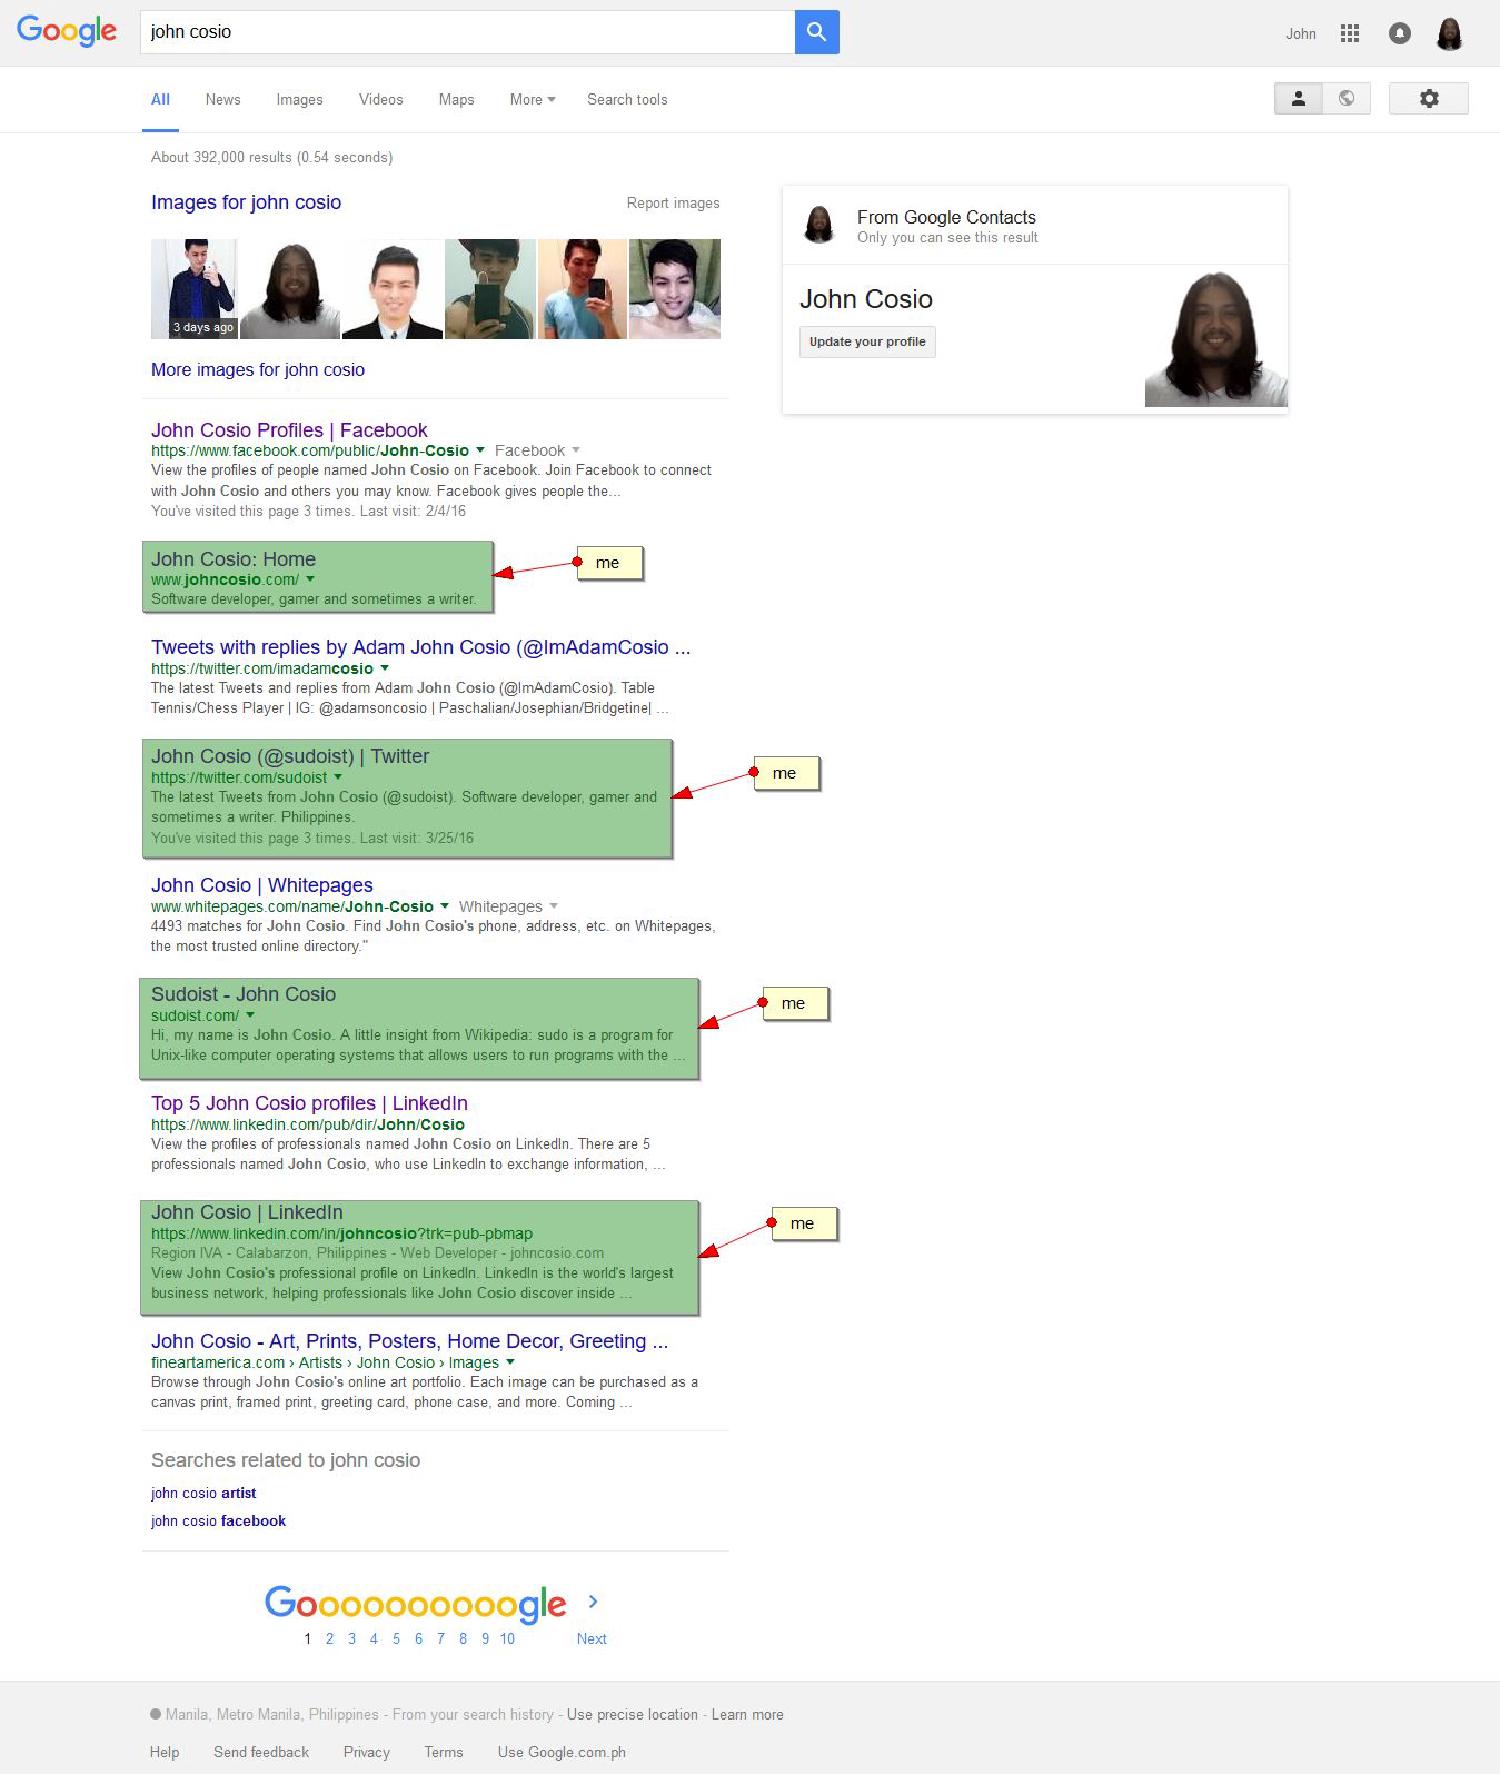 Google
john cosio
John
All News Images Videos Maps More Search tools
About 392,000 results (0.54 seconds)
Images for john cosio
Report images
3 days ago
More images for john cosio
From Google Contacts
Only you can see this result
John Cosio
Update your profile
John Cosio Profiles | Facebook
https://www.facebook.com/public/John-Cosio Facebook
View the profiles of people named John Cosio on Facebook. Join Facebook to connect
with John Cosio and others you may know. Facebook gives people the...
You've visited this page 3 times. Last visit: 2/4/16
John Cosio: Home
www.johncosio.com/
Software developer, gamer and sometimes a writer.
me
Tweets with replies by Adam John Cosio (@ImAdamCosio ...
https://twitter.com/imadamcosio
The latest Tweets and replies from Adam John Cosio (@ImAdamCosio). Table
Tennis/Chess Player | IG: @adamsoncosio | Paschalian/Josephian/Bridgetine| ...
John Cosio (@sudoist) | Twitter
https://twitter.com/sudoist
The latest Tweets from John Cosio (@sudoist). Software developer, gamer and
sometimes a writer. Philippines.
You've visited this page 3 times. Last visit: 3/25/16
me
John Cosio | Whitepages
www.whitepages.com/name/John-Cosio Whitepages
4493 matches for John Cosio. Find John Cosio's phone, address, etc. on Whitepages,
the most trusted online directory."
Sudoist - John Cosio
sudoist.com/
Hi, my name is John Cosio. A little insight from Wikipedia: sudo is a program for
Unix-like computer operating systems that allows users to run programs with the ...
me
Top 5 John Cosio profiles | LinkedIn
https://www.linkedin.com/pub/dir/John/Cosio
View the profiles of professionals named John Cosio on LinkedIn. There are 5
professionals named John Cosio, who use LinkedIn to exchange information, ...
John Cosio | LinkedIn
https://www.linkedin.com/in/johncosio?trk=pub-pbmap
Region IVA - Calabarzon, Philippines - Web Developer - johncosio.com
View John Cosio's professional profile on LinkedIn. LinkedIn is the world's largest
business network, helping professionals like John Cosio discover inside ...
me
John Cosio - Art, Prints, Posters, Home Decor, Greeting ...
fineartamerica.com › Artists › John Cosio › Images
Browse through John Cosio's online art portfolio. Each image can be purchased as a
canvas print, framed print, greeting card, phone case, and more. Coming ...
Searches related to john cosio
john cosio artist
john cosio facebook
Goooooooooogle
1 2 3 4 5 6 7 8 9 10 Next
Manila, Metro Manila, Philippines - From your search history - Use precise location - Learn more
Help Send feedback Privacy Terms Use Google.com.ph